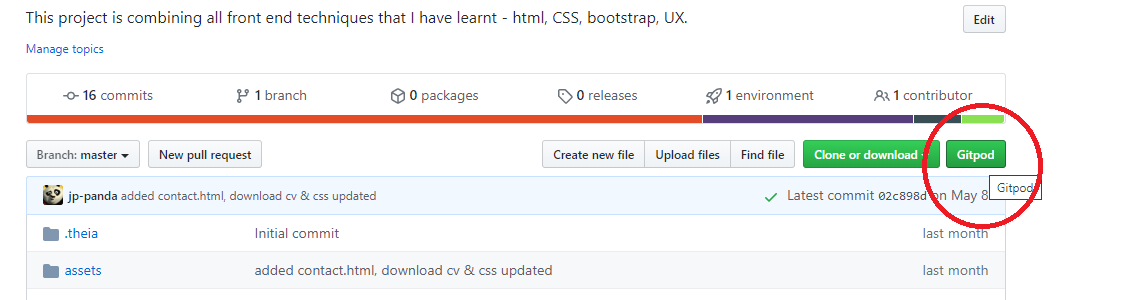 This project is combining all front end techniques that I have learnt - html, CSS, bootstrap, UX.
Edit
Manage topics
16 commits 1 branch 0 packages 0 releases 1 environment 1 contributor
Branch: master New pull request Create new file Upload files Find file Clone or download Gitpod
jp-panda added contact.html, download cv & css updated Latest commit 02c898d on May 8
Gitpod
.theia Initial commit last month
assets added contact.html, download cv & css updated last month